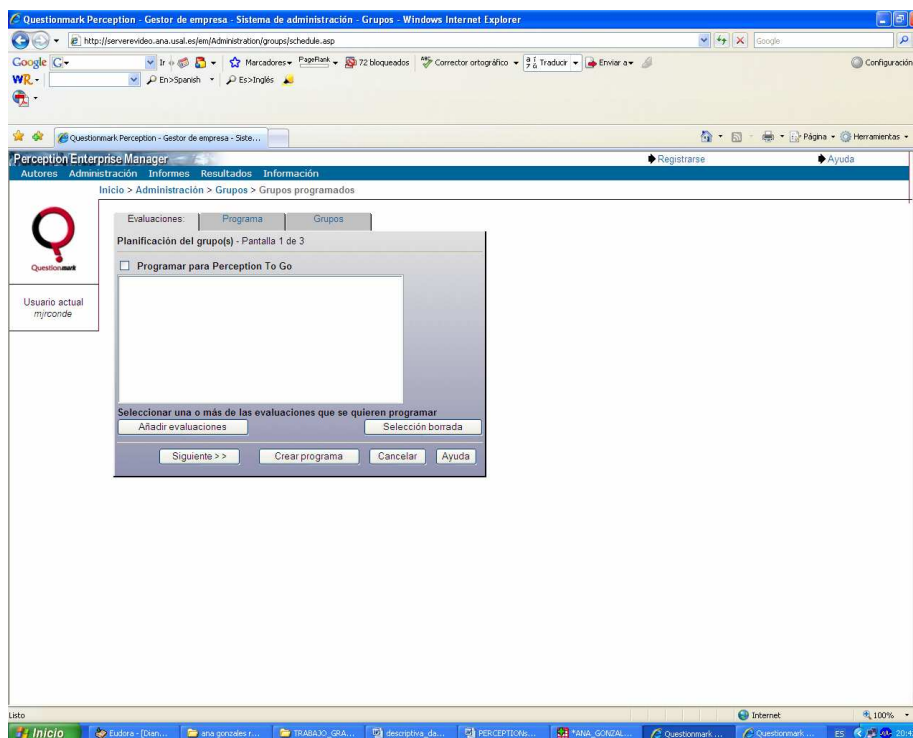 Questionmark Perception - Gestor de empresa - Sistema de administración - Grupos - Windows Internet Explorer
http://serverevideo.ana.usal.es/em/Administration/groups/schedule.asp
Google
Google G
Ir
Marcadores
PageRank
72 bloqueados
Corrector ortográfico
Traducir
Enviar a
Configuración
WR
En>Spanish
Es>Inglés
Questionmark Perception - Gestor de empresa - Siste...
Página
Herramientas
Perception Enterprise Manager
Registrarse
Ayuda
Autores Administración Informes Resultados Información
Inicio > Administración > Grupos > Grupos programados
Questionmark
Usuario actual
mjrconde
Evaluaciones:
Programa
Grupos
Planificación del grupo(s) - Pantalla 1 de 3
Programar para Perception To Go
Seleccionar una o más de las evaluaciones que se quieren programar
Añadir evaluaciones
Selección borrada
Siguiente >>
Crear programa
Cancelar
Ayuda
Listo
Internet
100%
Inicio
Eudora - [Dian...
ana gonzales r...
TRABAJO_GRA...
descriptiva_da...
PERCEPTIONs...
*ANA_GONZAL...
Questionmark ...
Questionmark ...
ES